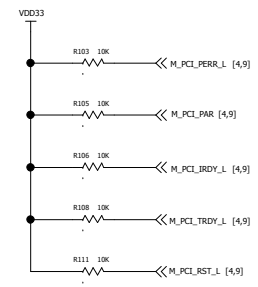 VDD33
R103 10K
M_PCI_PERR_L [4,9]
R105 10K
M_PCI_PAR [4,9]
R106 10K
M_PCI_IRDY_L [4,9]
R108 10K
M_PCI_TRDY_L [4,9]
R111 10K
M_PCI_RST_L [4,9]